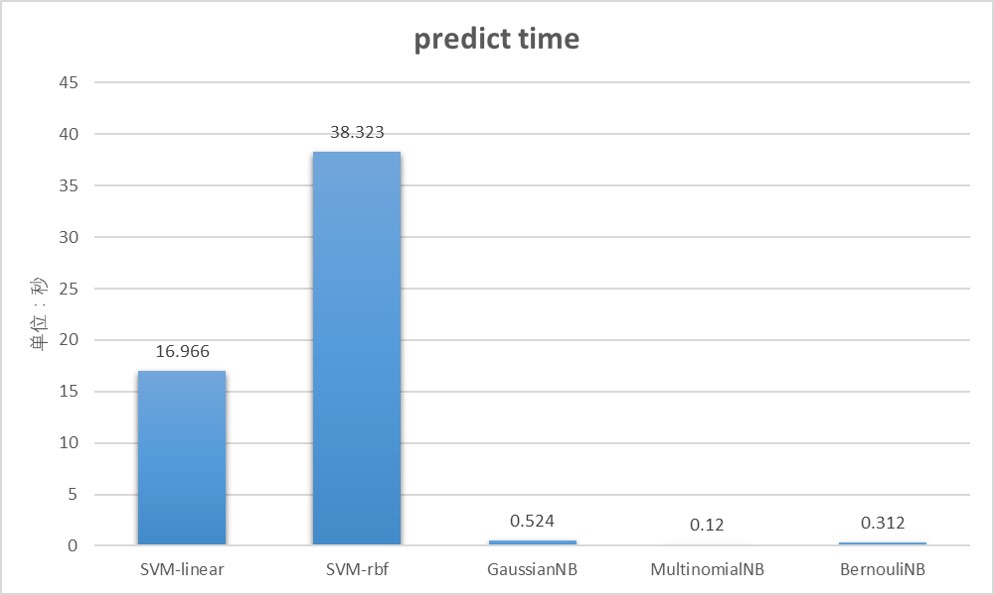 predict time
45
40
35
30
25
20
15
10
5
0
单位：秒
16.966
38.323
0.524
0.12
0.312
SVM-linear
SVM-rbf
GaussianNB
MultinomialNB
BernouliNB